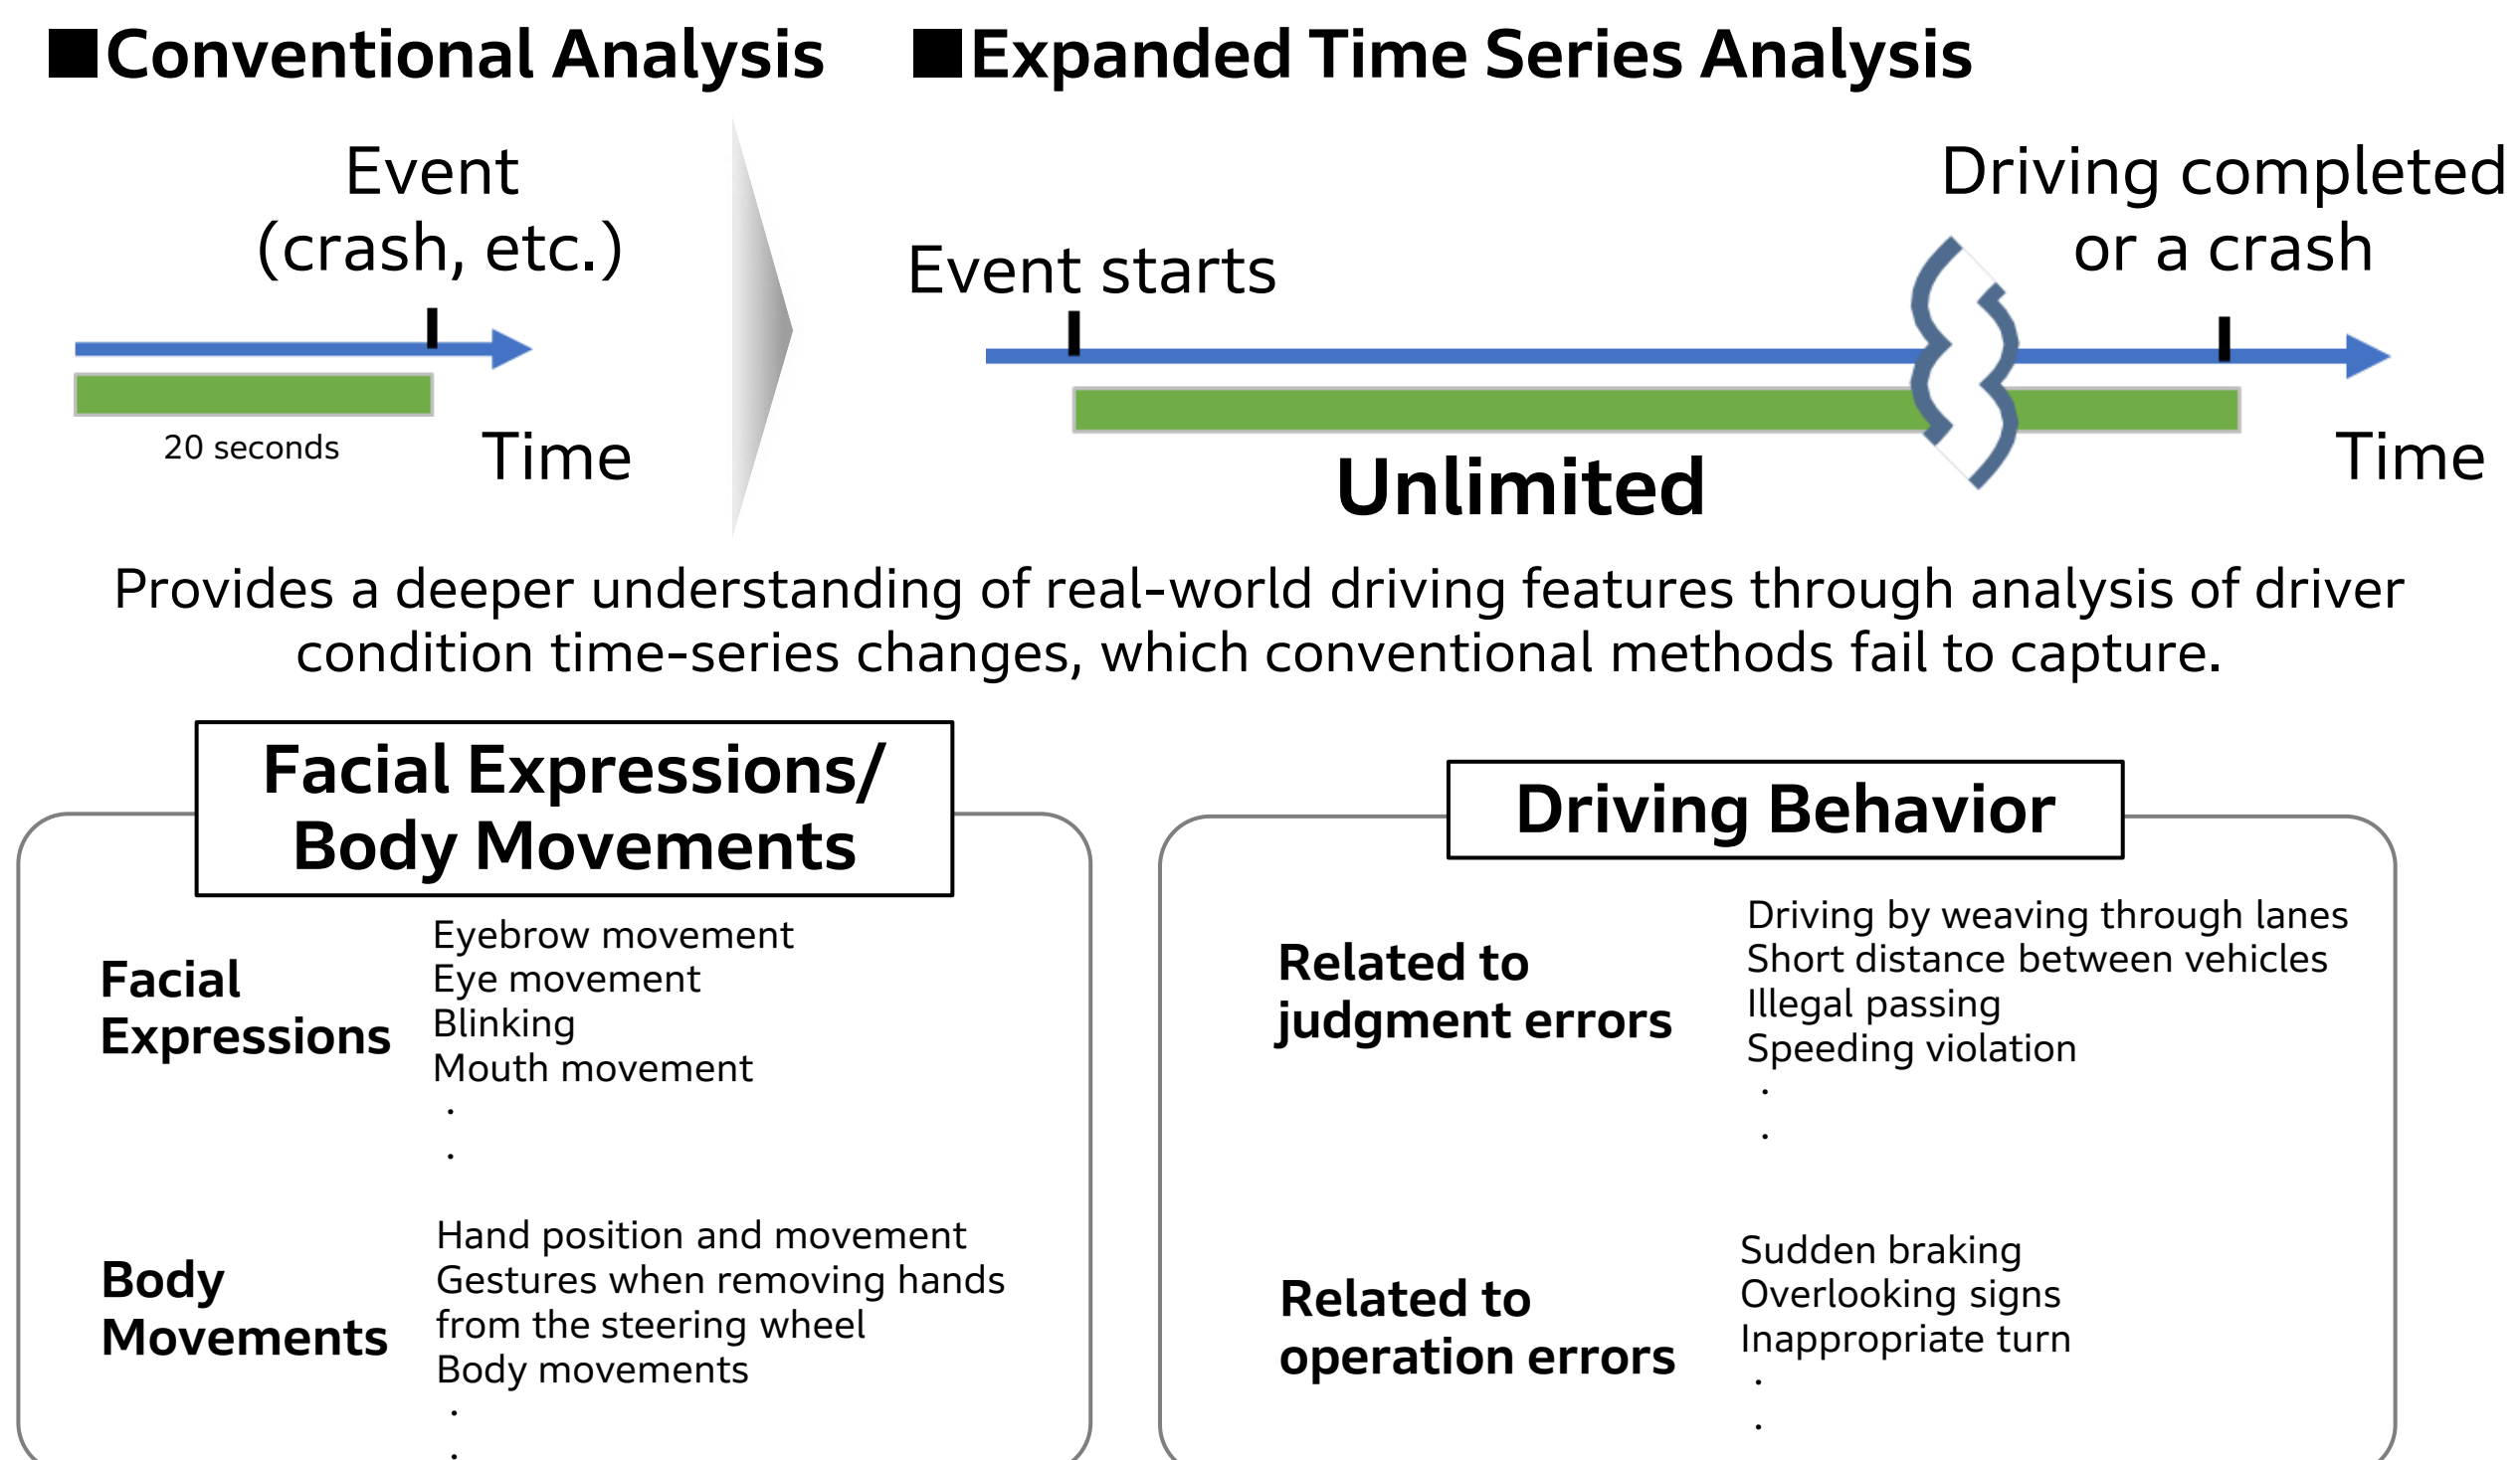 ■Conventional Analysis
■Expanded Time Series Analysis
Event
(crash, etc.)
20 seconds
Time
Event starts
Driving completed
or a crash
Unlimited
Time
Provides a deeper understanding of real-world driving features through analysis of driver
condition time-series changes, which conventional methods fail to capture.
Facial Expressions/
Body Movements
Facial
Expressions
Eyebrow movement
Eye movement
Blinking
Mouth movement
.
.
Body
Movements
Hand position and movement
Gestures when removing hands
from the steering wheel
Body movements
.
.
Driving Behavior
Related to
judgment errors
Driving by weaving through lanes
Short distance between vehicles
Illegal passing
Speeding violation
.
.
Related to
operation errors
Sudden braking
Overlooking signs
Inappropriate turn
.
.